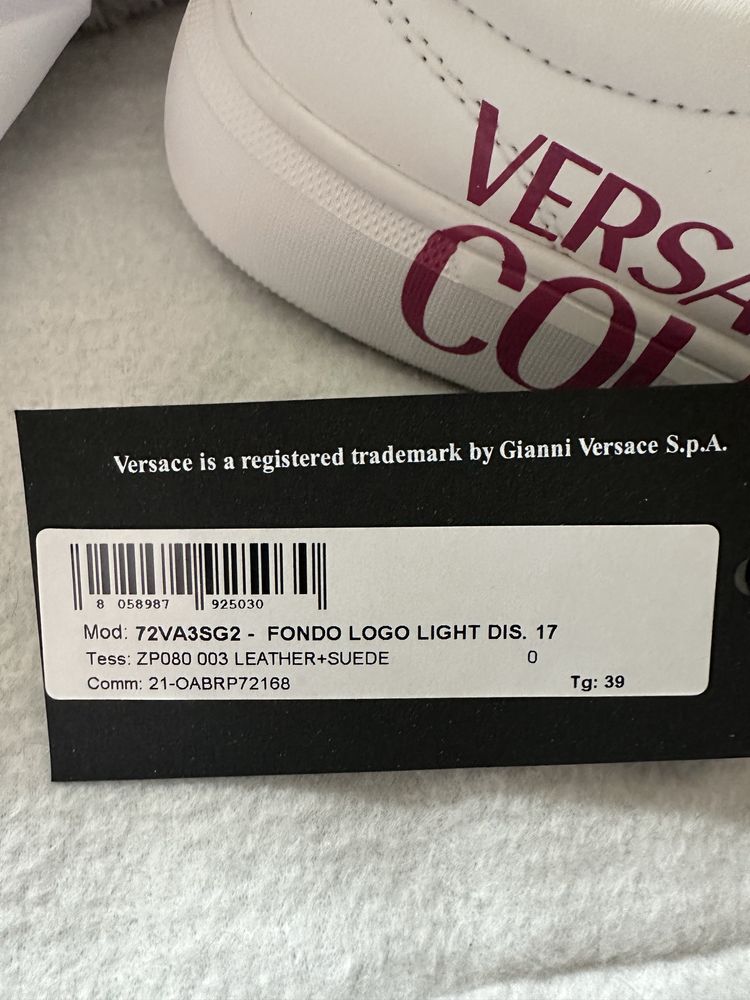 VERSA
COU
Versace is a registered trademark by Gianni Versace S.p.A.
8 058987 925030
Mod: 72VA3SG2 - FONDO LOGO LIGHT DIS. 17
Tess: ZP080 003 LEATHER+SUEDE 0
Comm: 21-OABRP72168 Tg: 39